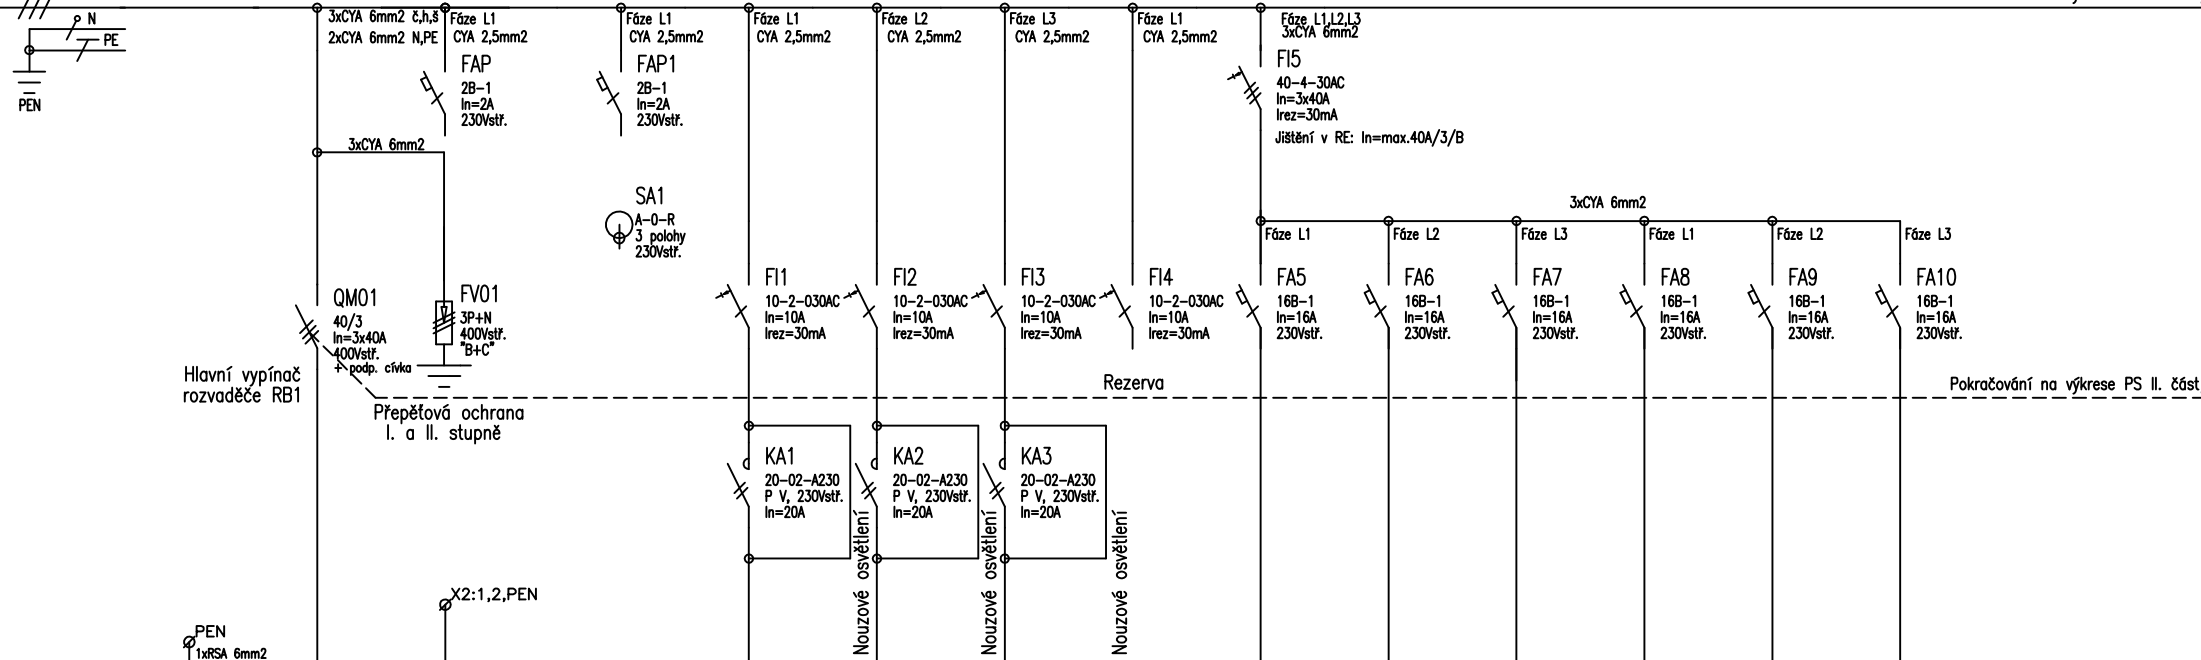 N
PE
PEN
3xCYA 6mm2 č,h,š
2xCYA 6mm2 N,PE
Fáze L1
CYA 2,5mm2
FAP
2B-1
In=2A
230Vstř.
Fáze L1
CYA 2,5mm2
FAP1
2B-1
In=2A
230Vstř.
Fáze L1
CYA 2,5mm2
Fáze L2
CYA 2,5mm2
Fáze L3
CYA 2,5mm2
Fáze L1
CYA 2,5mm2
Fáze L1,L2,L3
3xCYA 6mm2
FI5
40-4-30AC
In=3x40A
Irez=30mA
Jištění v RE: In=max.40A/3/B
3xCYA 6mm2
SA1
A-0-R
3 polohy
230Vstř.
3xCYA 6mm2
Fáze L1
Fáze L2
Fáze L3
Fáze L1
Fáze L2
Fáze L3
QM01
40/3
In=3x40A
400Vstř.
+ podp. cívka
FV01
3P+N
400Vstř.
"B+C"
FI1
10-2-030AC
In=10A
Irez=30mA
FI2
10-2-030AC
In=10A
Irez=30mA
FI3
10-2-030AC
In=10A
Irez=30mA
FI4
10-2-030AC
In=10A
Irez=30mA
FA5
16B-1
In=16A
230Vstř.
FA6
16B-1
In=16A
230Vstř.
FA7
16B-1
In=16A
230Vstř.
FA8
16B-1
In=16A
230Vstř.
FA9
16B-1
In=16A
230Vstř.
FA10
16B-1
In=16A
230Vstř.
Hlavní vypínač
rozvaděče RB1
Rezerva
Pokračování na výkrese PS II. část
Přepěťová ochrana
I. a II. stupně
KA1
20-02-A230
P V, 230Vstř.
In=20A
KA2
20-02-A230
P V, 230Vstř.
In=20A
KA3
20-02-A230
P V, 230Vstř.
In=20A
Nouzové osvětlení
Nouzové osvětlení
Nouzové osvětlení
X2:1,2,PEN
PEN
1xRSA 6mm2